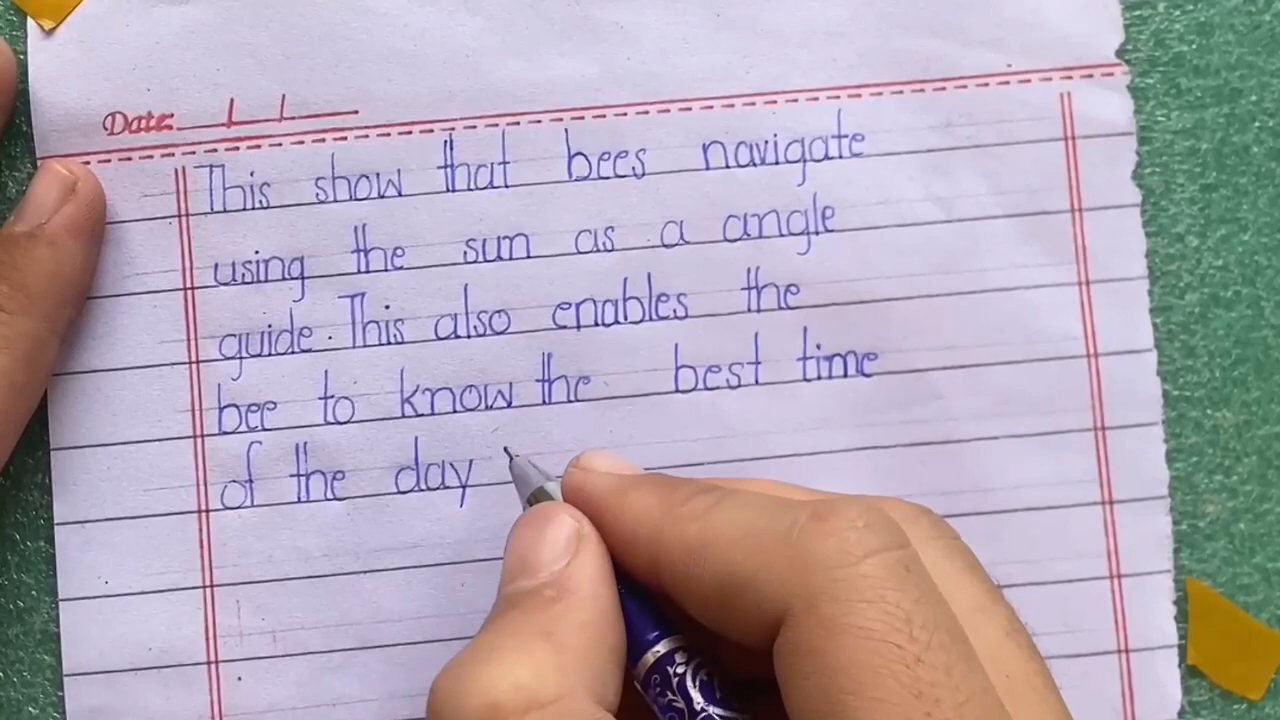 Date: / /
This show that bees navigate
using the sun as a angle
guide. This also enables the
bee to know the best time
of the day